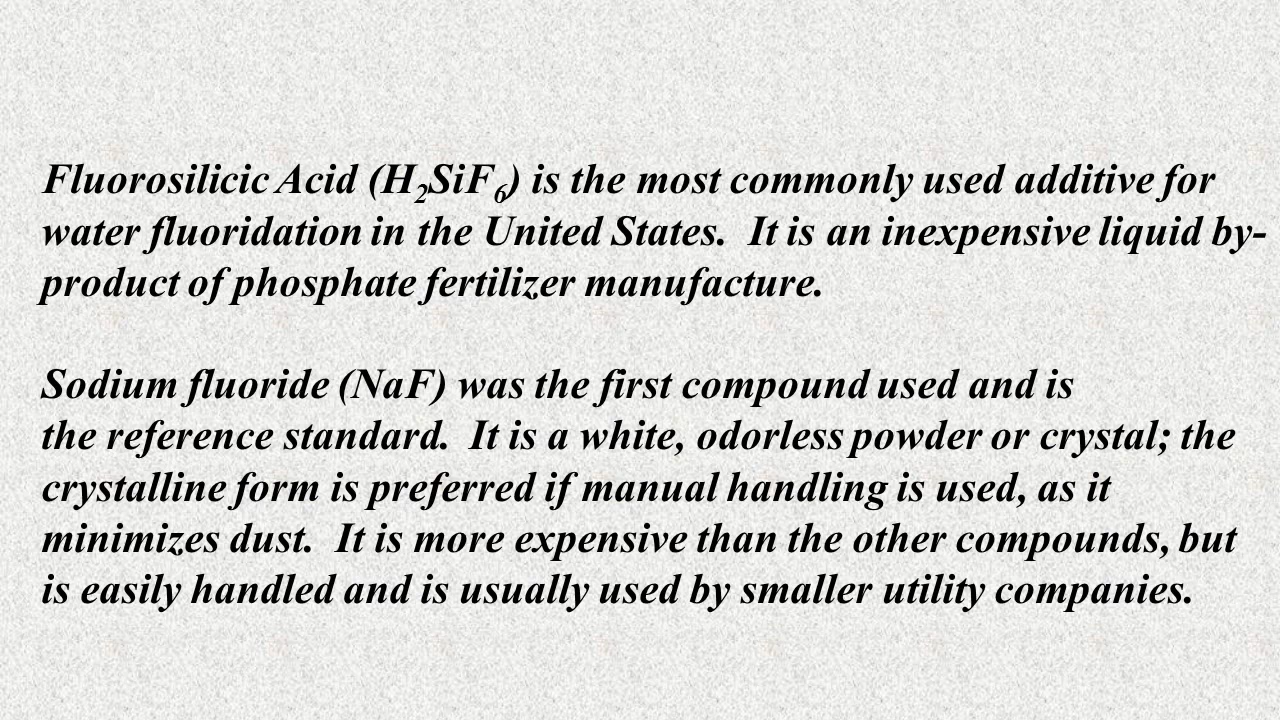 Fluorosilicic Acid (H₂SiF₆) is the most commonly used additive for
water fluoridation in the United States.  It is an inexpensive liquid by-
product of phosphate fertilizer manufacture.
Sodium fluoride (NaF) was the first compound used and is
the reference standard.  It is a white, odorless powder or crystal; the
crystalline form is preferred if manual handling is used, as it
minimizes dust.  It is more expensive than the other compounds, but
is easily handled and is usually used by smaller utility companies.